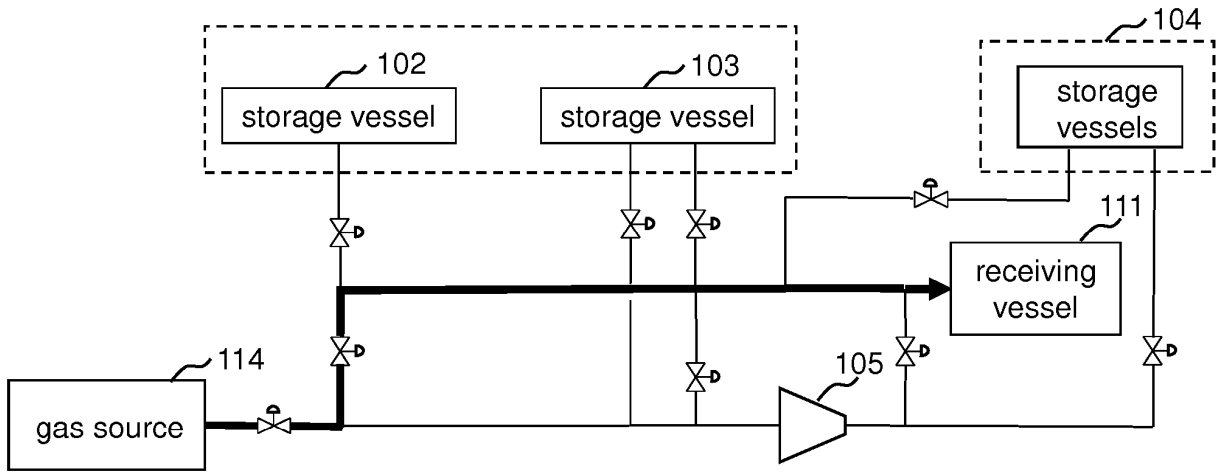 104
102
103
storage vessel
storage vessel
storage
vessels
111
receiving
vessel
114
105
gas source